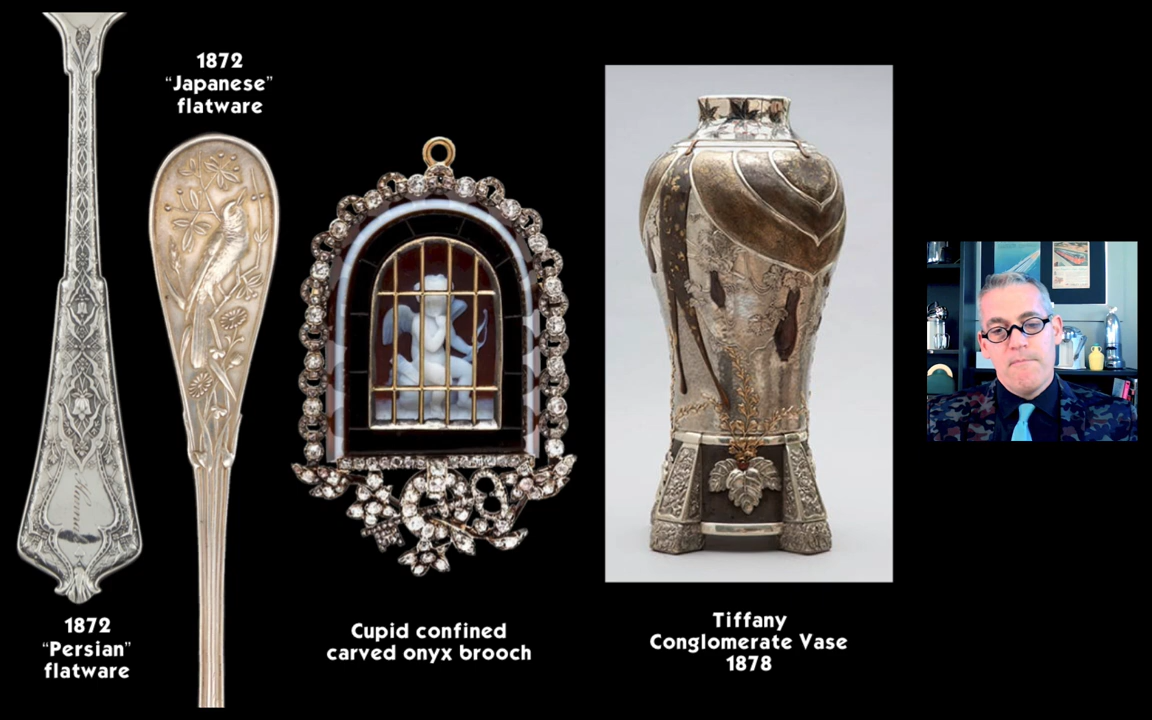 1872
“Japanese”
flatware
1872
“Persian”
flatware
Cupid confined
carved onyx brooch
Tiffany
Conglomerate Vase
1878